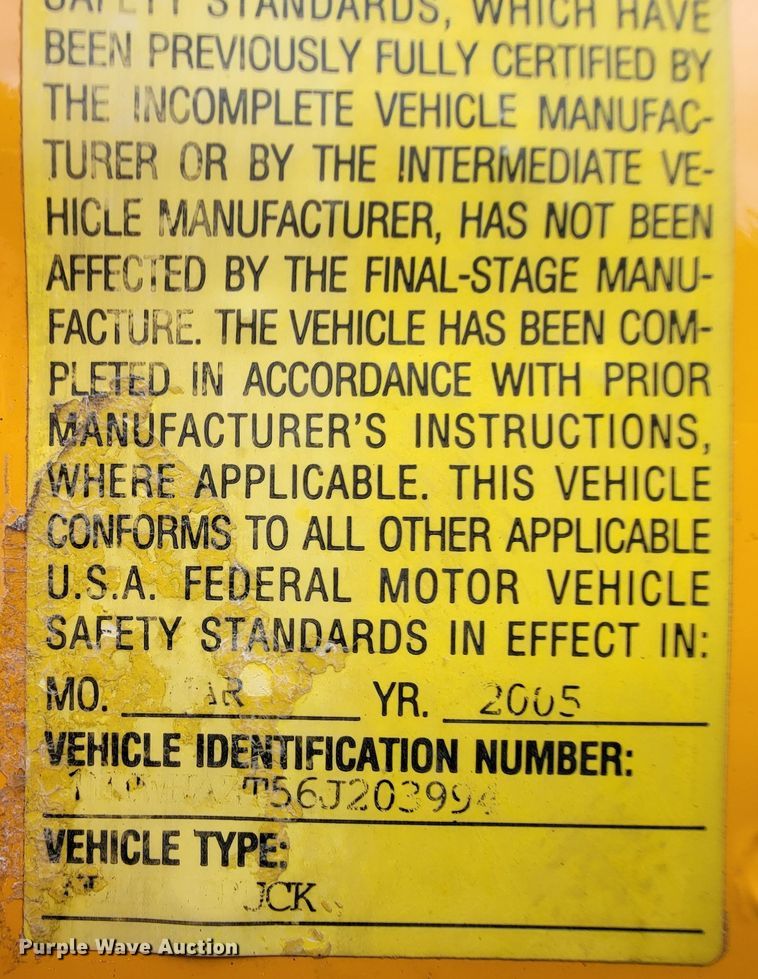 SAFETY STANDARDS, WHICH HAVE
BEEN PREVIOUSLY FULLY CERTIFIED BY
THE INCOMPLETE VEHICLE MANUFAC-
TURER OR BY THE INTERMEDIATE VE-
HICLE MANUFACTURER, HAS NOT BEEN
AFFECTED BY THE FINAL-STAGE MANU-
FACTURE. THE VEHICLE HAS BEEN COM-
PLETED IN ACCORDANCE WITH PRIOR
MANUFACTURER'S INSTRUCTIONS,
WHERE APPLICABLE. THIS VEHICLE
CONFORMS TO ALL OTHER APPLICABLE
U.S.A. FEDERAL MOTOR VEHICLE
SAFETY STANDARDS IN EFFECT IN:
MO. YR. 2005
VEHICLE IDENTIFICATION NUMBER:
VEHICLE TYPE:
Purple Wave Auction